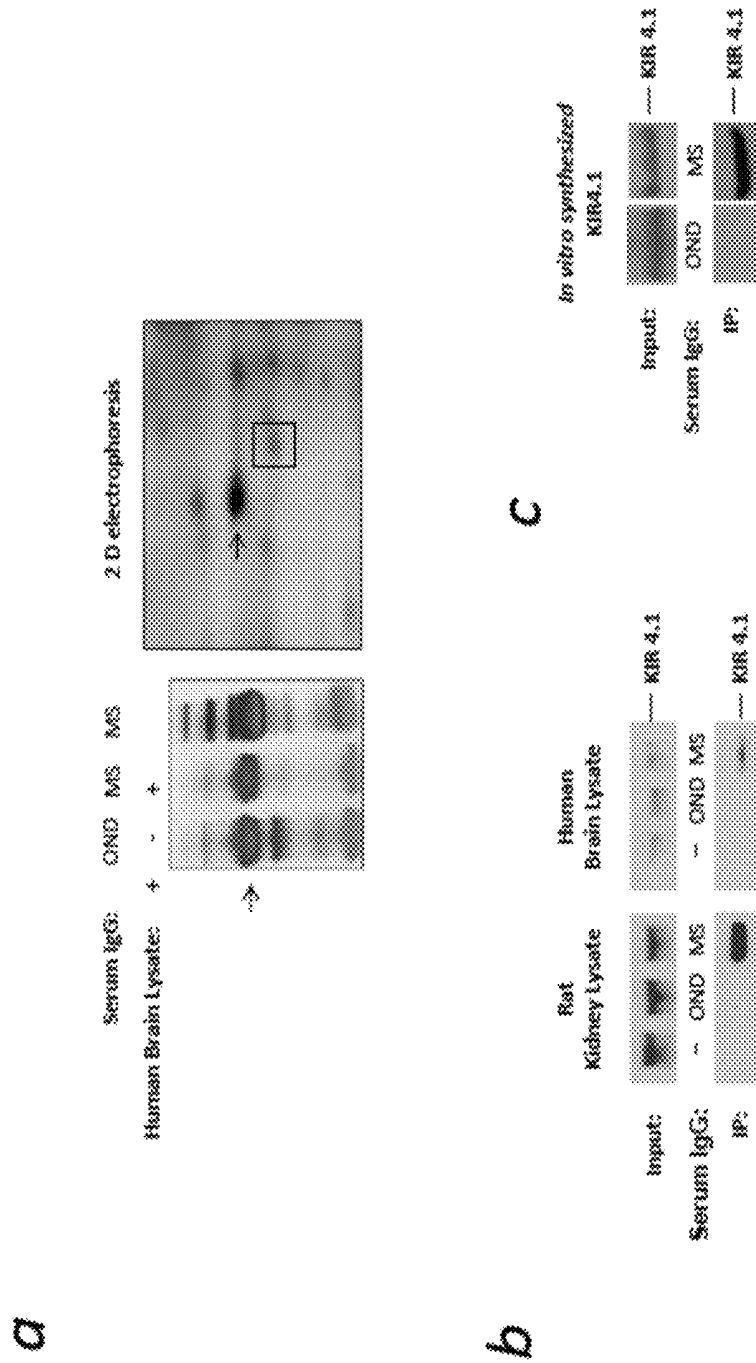 a
Serum IgG: OND MS MS
Human Brain Lysate: + - +
2 D electrophoresis
b
Rat
Kidney Lysate
Human
Brain Lysate
Input: KIR 4.1
Serum IgG: - OND MS - OND MS
IP: KIR 4.1
c
In vitro synthesized
KIR4.1
Input: KIR 4.1
Serum IgG: OND MS
IP: KIR 4.1